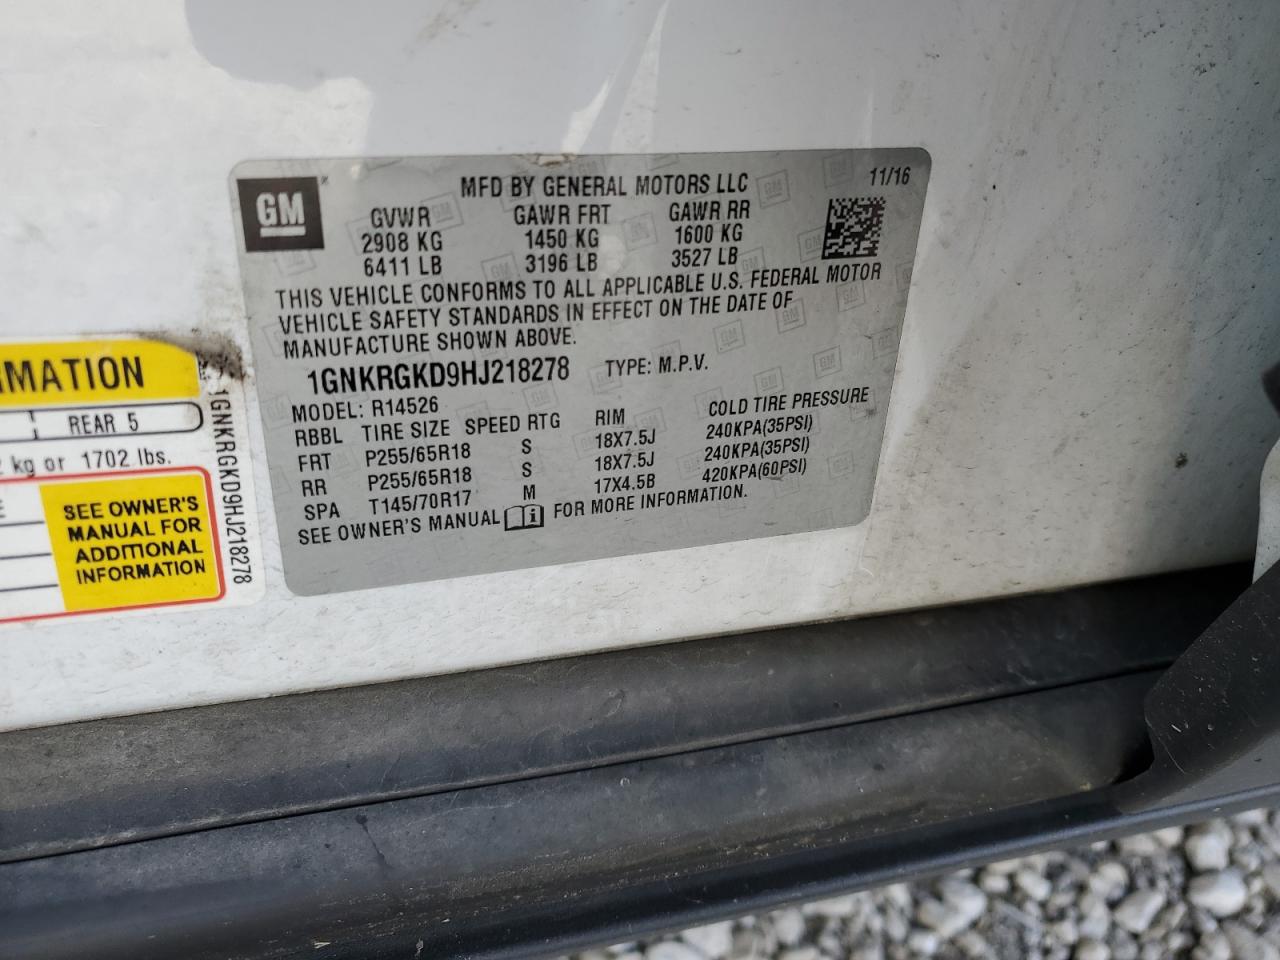 GM
MFD BY GENERAL MOTORS LLC 11/16
GVWR GAWR FRT GAWR RR
2908 KG 1450 KG 1600 KG
6411 LB 3196 LB 3527 LB
THIS VEHICLE CONFORMS TO ALL APPLICABLE U.S. FEDERAL MOTOR
VEHICLE SAFETY STANDARDS IN EFFECT ON THE DATE OF
MANUFACTURE SHOWN ABOVE.
1GNKRGKD9HJ218278 TYPE: M.P.V.
MODEL: R14526
RBBL TIRE SIZE SPEED RTG RIM COLD TIRE PRESSURE
FRT P255/65R18 S 18X7.5J 240KPA(35PSI)
RR P255/65R18 S 18X7.5J 240KPA(35PSI)
SPA T145/70R17 M 17X4.5B 420KPA(60PSI)
SEE OWNER'S MANUAL FOR MORE INFORMATION.
REAR 5
kg or 1702 lbs.
SEE OWNER'S
MANUAL FOR
ADDITIONAL
INFORMATION
1GNKRGKD9HJ218278